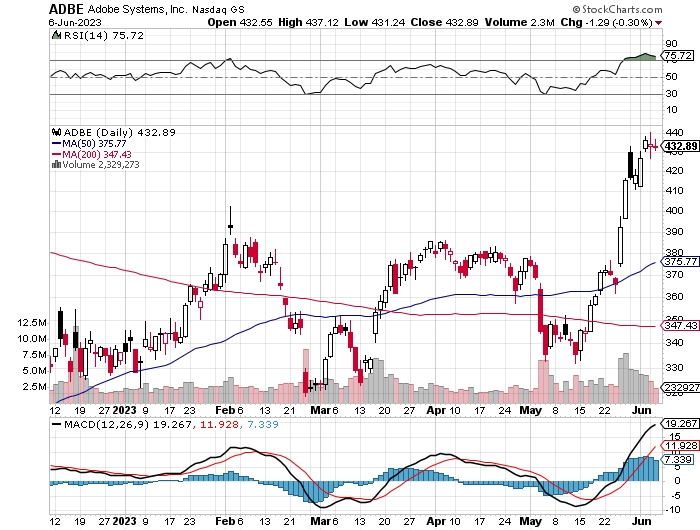 ADBE Adobe Systems, Inc. Nasdaq GS © StockCharts.com
6-Jun-2023 Open 432.55 High 437.12 Low 431.24 Close 432.89 Volume 2.3M Chg -1.29 (-0.30%)
RSI(14) 75.72
90
75.72
70
50
30
10
ADBE (Daily) 432.89
MA(50) 375.77
MA(200) 347.43
Volume 2,329,273
440
432.89
430
420
410
400
390
380
375.77
370
360
350
347.43
340
330
320
12.5M
10.0M
7.5M
5.0M
2.5M
232927
12 19 27 2023 9 17 23 Feb 6 13 21 Mar 6 13 20 27 Apr 10 17 24 May 8 15 22 Jun
MACD(12,26,9) 19.267, 11.928, 7.339
19.267
15
11.928
7.339
5
0
-5
-10
12 19 27 2023 9 17 23 Feb 6 13 21 Mar 6 13 20 27 Apr 10 17 24 May 8 15 22 Jun